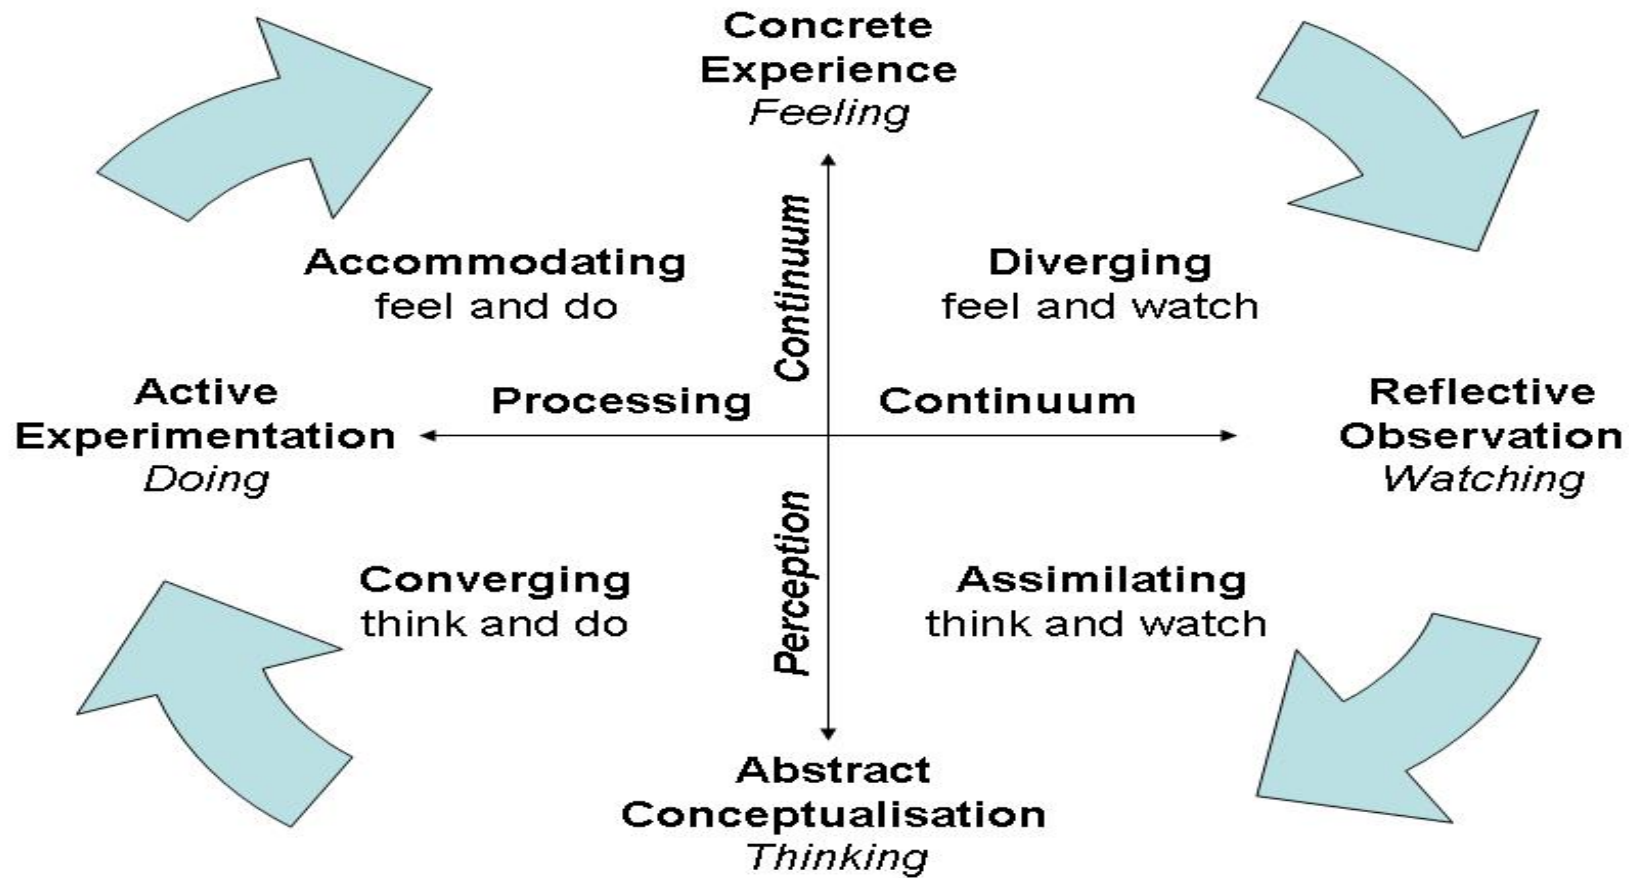 Concrete
Experience
Feeling
Accommodating
feel and do
Continuum
Diverging
feel and watch
Active
Experimentation
Doing
Processing
Continuum
Reflective
Observation
Watching
Converging
think and do
Perception
Assimilating
think and watch
Abstract
Conceptualisation
Thinking